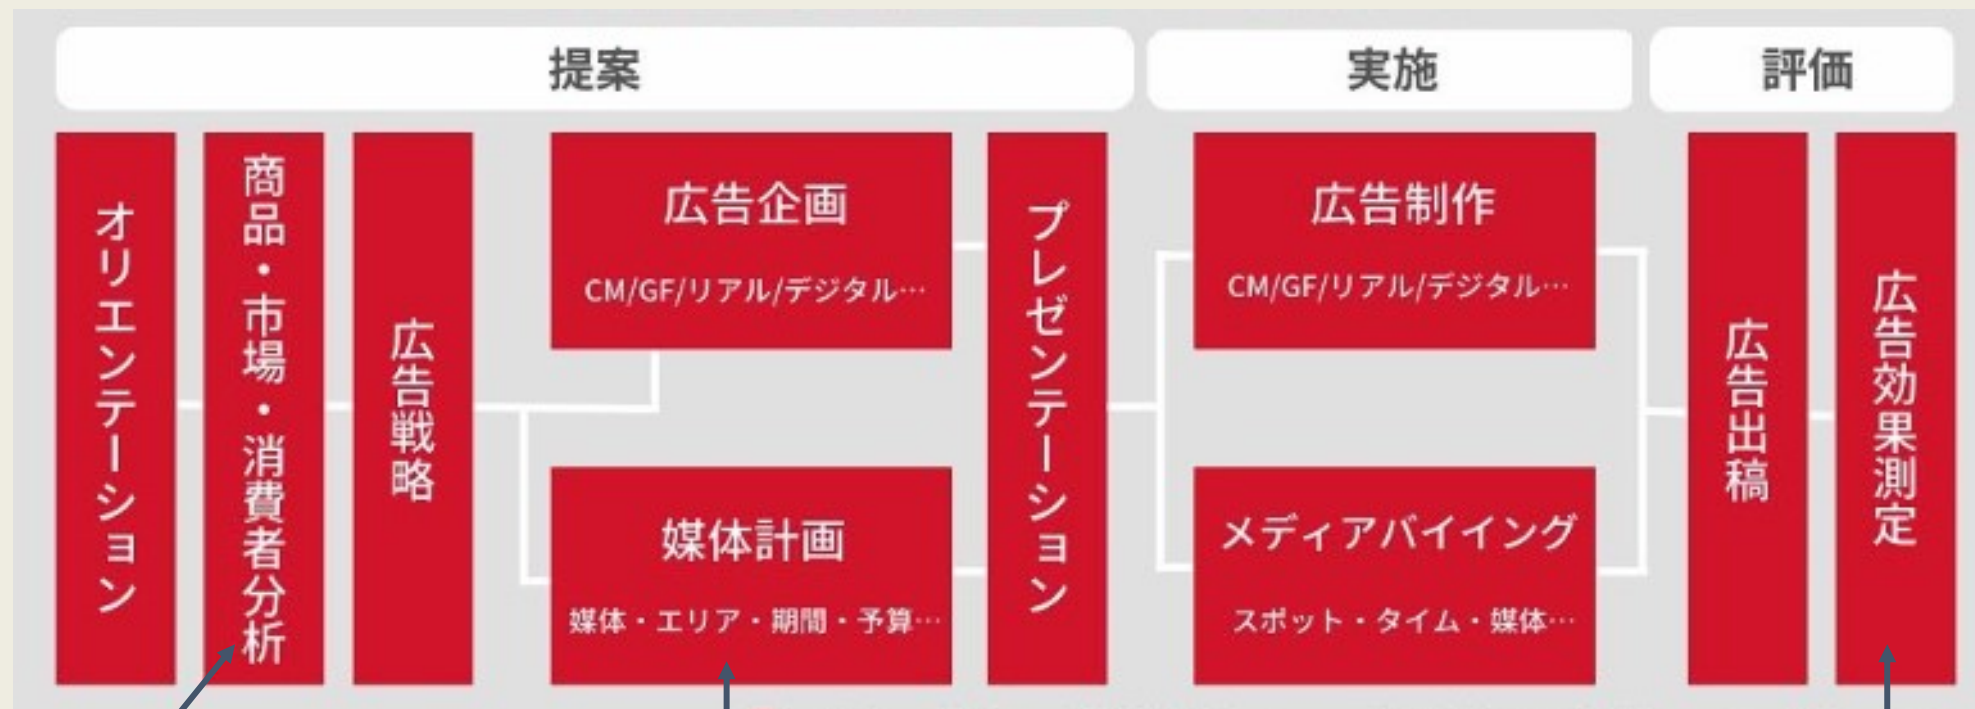 提案
実施
評価
オリエンテーション
商品・市場・消費者分析
広告戦略
広告企画
CM/GF/リアル/デジタル…
媒体計画
媒体・エリア・期間・予算…
プレゼンテーション
広告制作
CM/GF/リアル/デジタル…
メディアバイイング
スポット・タイム・媒体…
広告出稿
広告効果測定